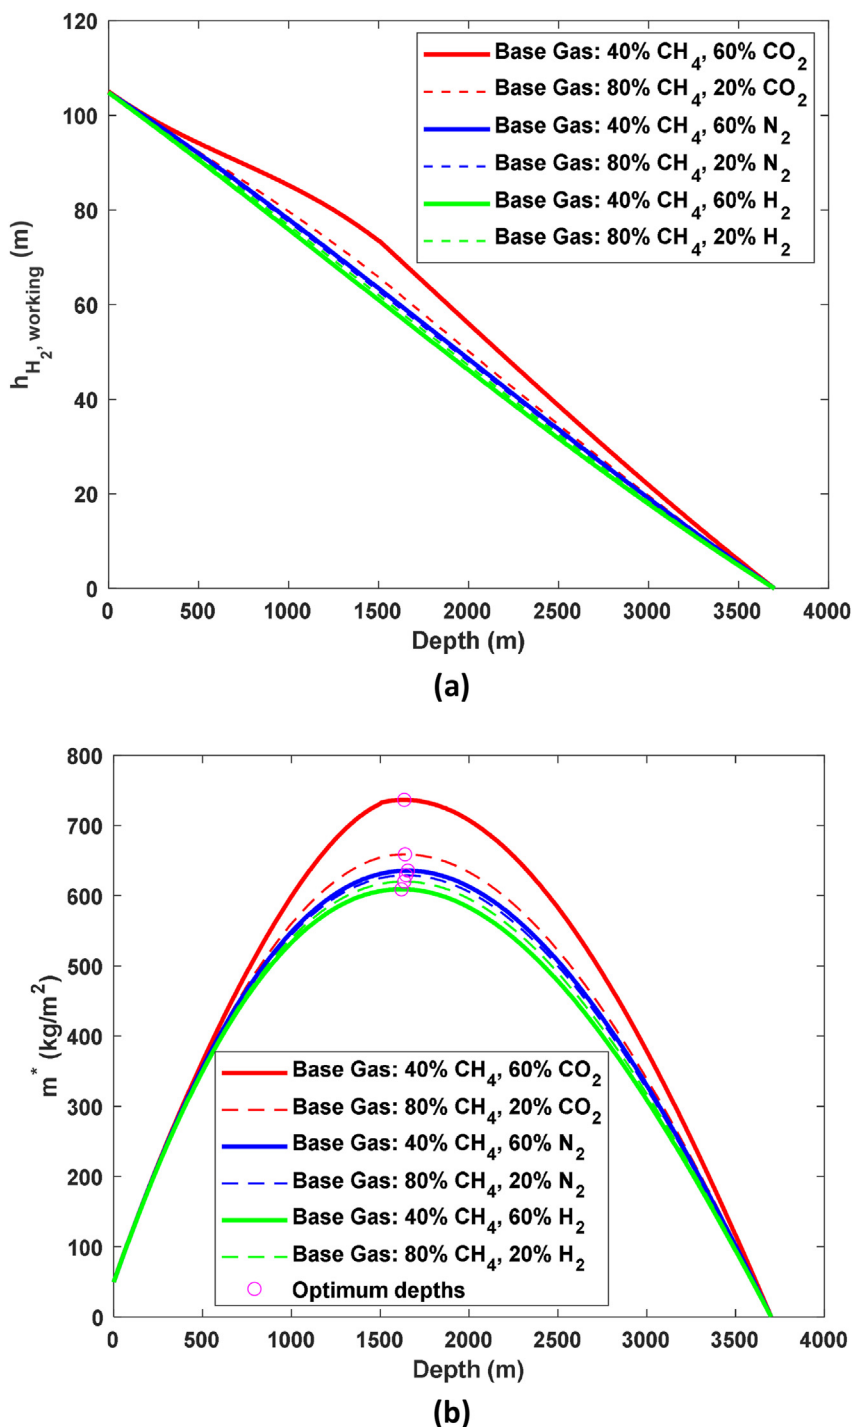 120
100
80
60
40
20
0
h_H2, working (m)
Base Gas: 40% CH4, 60% CO2
Base Gas: 80% CH4, 20% CO2
Base Gas: 40% CH4, 60% N2
Base Gas: 80% CH4, 20% N2
Base Gas: 40% CH4, 60% H2
Base Gas: 80% CH4, 20% H2
0 500 1000 1500 2000 2500 3000 3500 4000
Depth (m)
(a)
800
700
600
500
400
300
200
100
0
m* (kg/m2)
Base Gas: 40% CH4, 60% CO2
Base Gas: 80% CH4, 20% CO2
Base Gas: 40% CH4, 60% N2
Base Gas: 80% CH4, 20% N2
Base Gas: 40% CH4, 60% H2
Base Gas: 80% CH4, 20% H2
Optimum depths
0 500 1000 1500 2000 2500 3000 3500 4000
Depth (m)
(b)